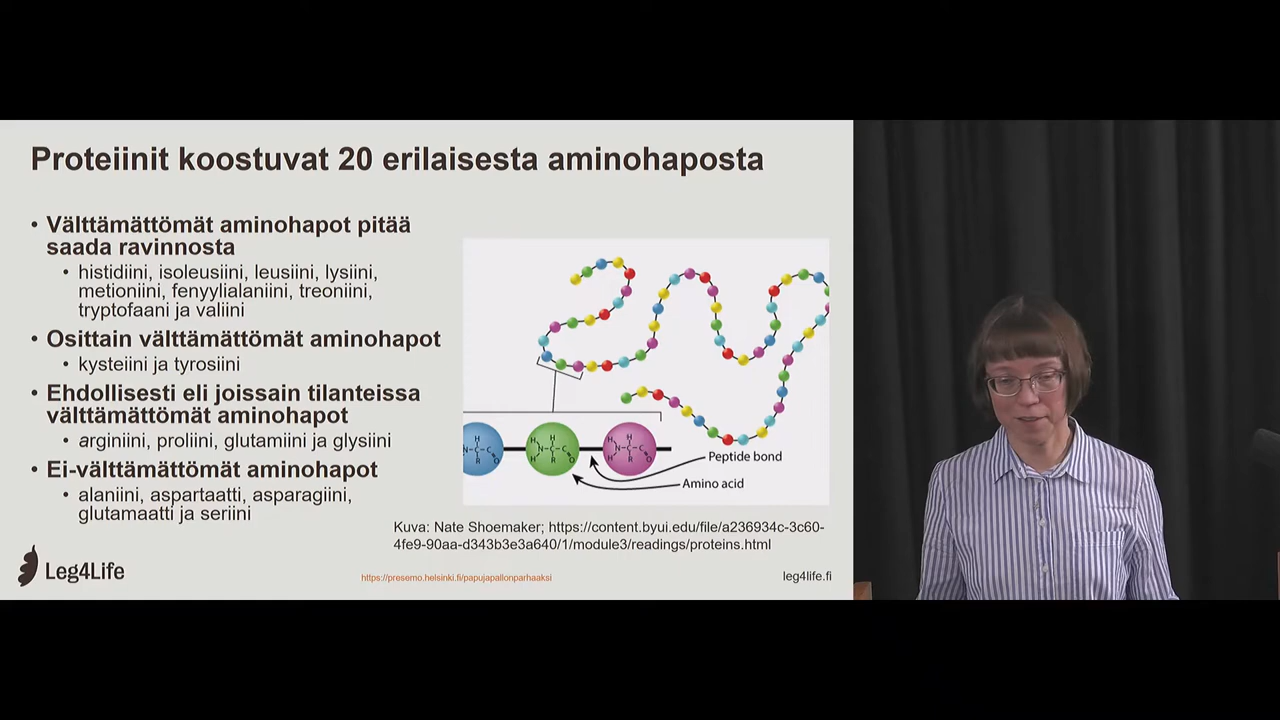 Proteiinit koostuvat 20 erilaisesta aminohaposta
• Välttämättömät aminohapot pitää
saada ravinnosta
• histidiini, isoleusiini, leusiini, lysiini,
metioniini, fenyylialaniini, treoniini,
tryptofaani ja valiini
• Osittain välttämättömät aminohapot
• kysteiini ja tyrosiini
• Ehdollisesti eli joissain tilanteissa
välttämättömät aminohapot
• arginiini, proliini, glutamiini ja glysiini
• Ei-välttämättömät aminohapot
• alaniini, aspartaatti, asparagiini,
glutamaatti ja seriini
Peptide bond
Amino acid
Kuva: Nate Shoemaker; https://content.byui.edu/file/a236934c-3c60-
4fe9-90aa-d343b3e3a640/1/module3/readings/proteins.html
Leg4Life
https://presemo.helsinki.fi/papujapallonparhaaksi
leg4life.fi